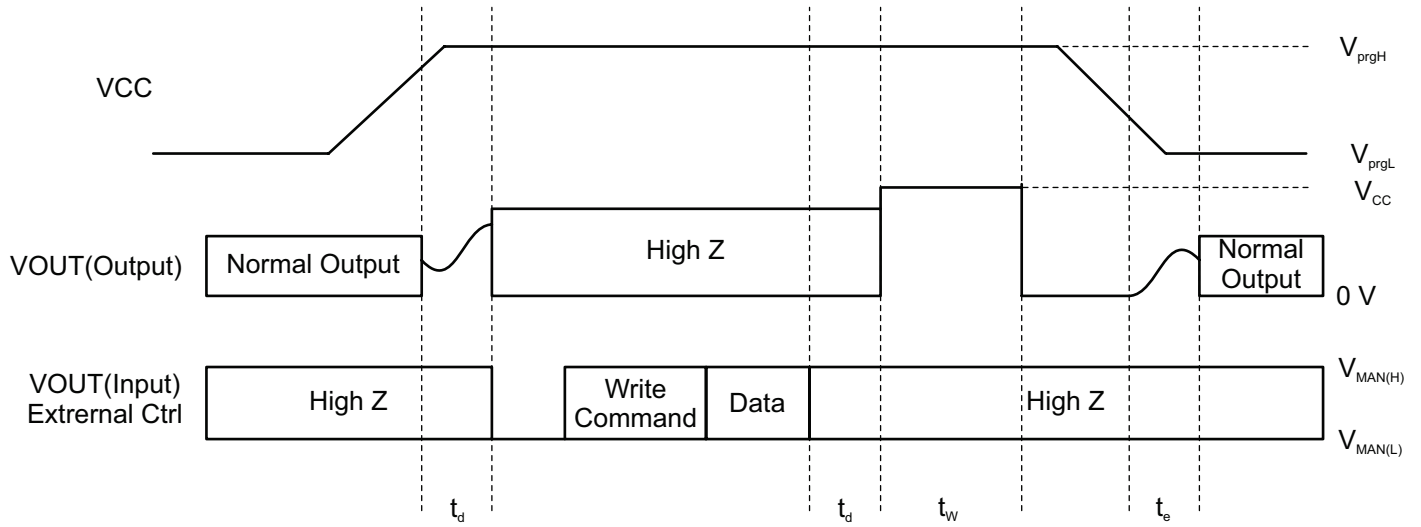 VCC
V_prgH
V_prgL
V_CC
VOUT(Output)
Normal Output
High Z
Normal
Output
0 V
VOUT(Input)
Extrernal Ctrl
High Z
Write
Command
Data
High Z
V_MAN(H)
V_MAN(L)
t_d
t_d
t_W
t_e